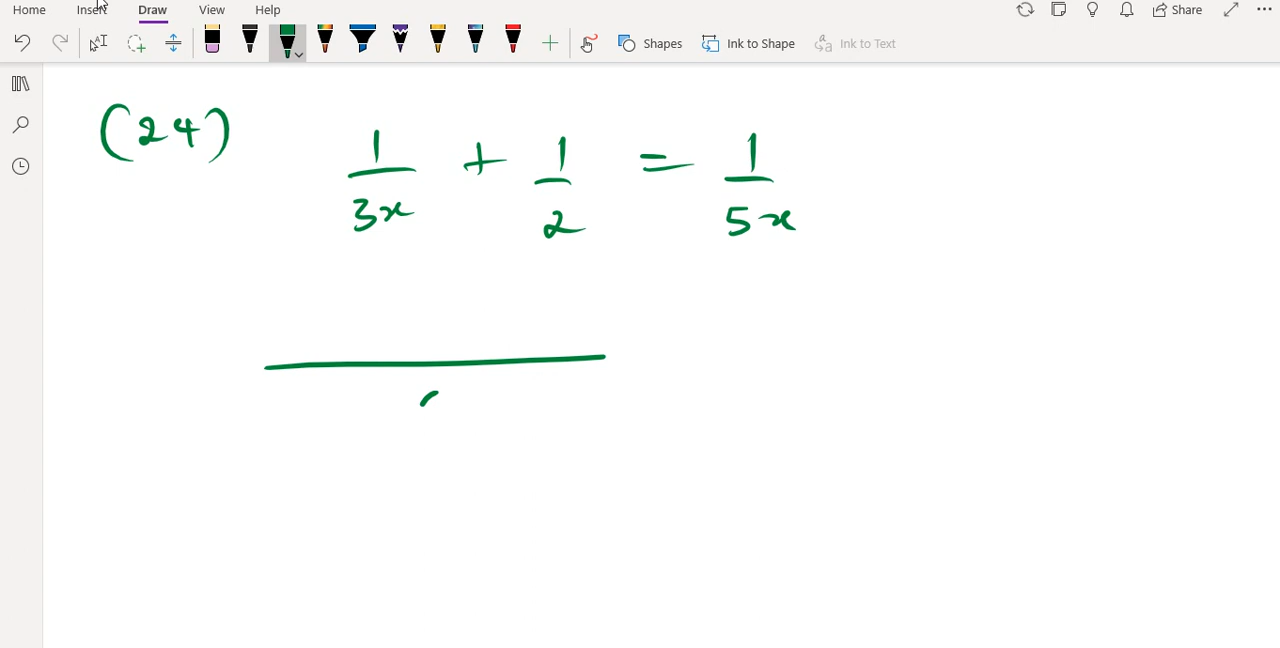 Home Insert Draw View Help Share
Shapes Ink to Shape Ink to Text
(24) 1/3x + 1/2 = 1/5x